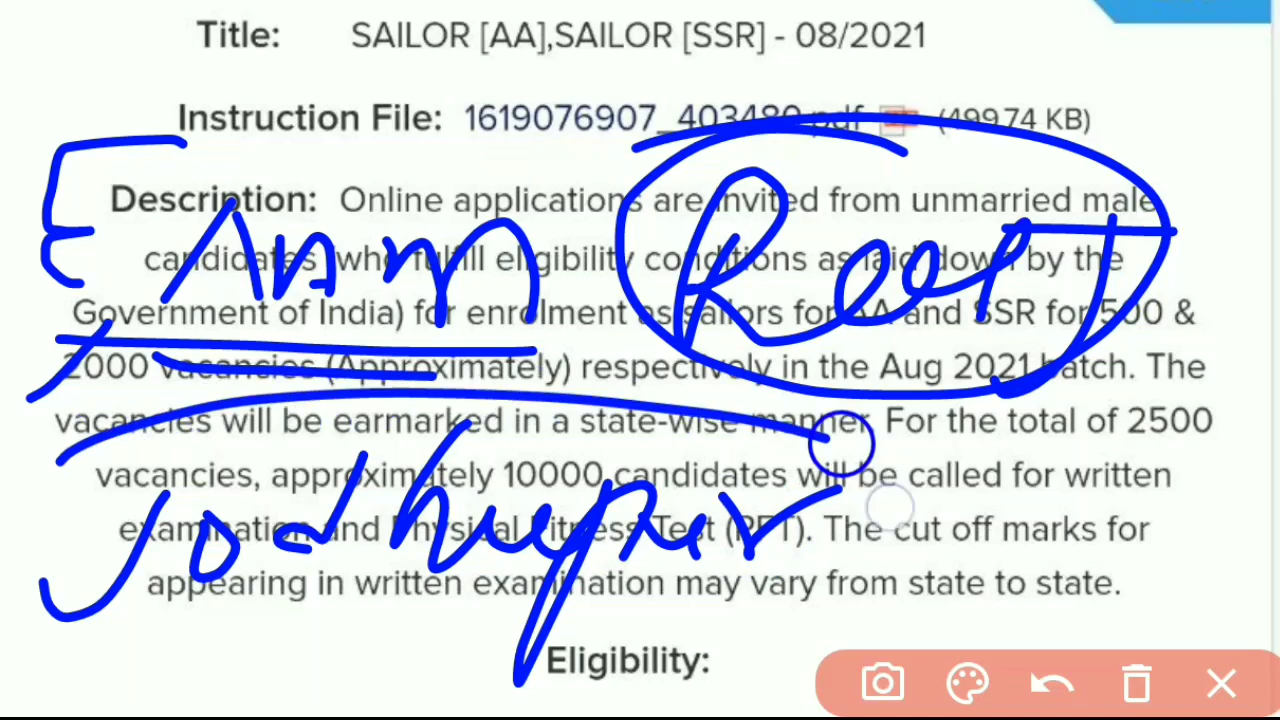 Title: SAILOR [AA],SAILOR [SSR] - 08/2021
Instruction File: 1619076907_403480.pdf (499.74 KB)
Description: Online applications are invited from unmarried male
candidates (who fulfill eligibility conditions as laid down by the
Government of India) for enrolment as sailors for AA and SSR for 500 &
2000 vacancies (Approximately) respectively in the Aug 2021 batch. The
vacancies will be earmarked in a state-wise manner. For the total of 2500
vacancies, approximately 10000 candidates will be called for written
examination and Physical Fitness Test (PFT). The cut off marks for
appearing in written examination may vary from state to state.
Eligibility:
Anm
Reet
Jodhupur